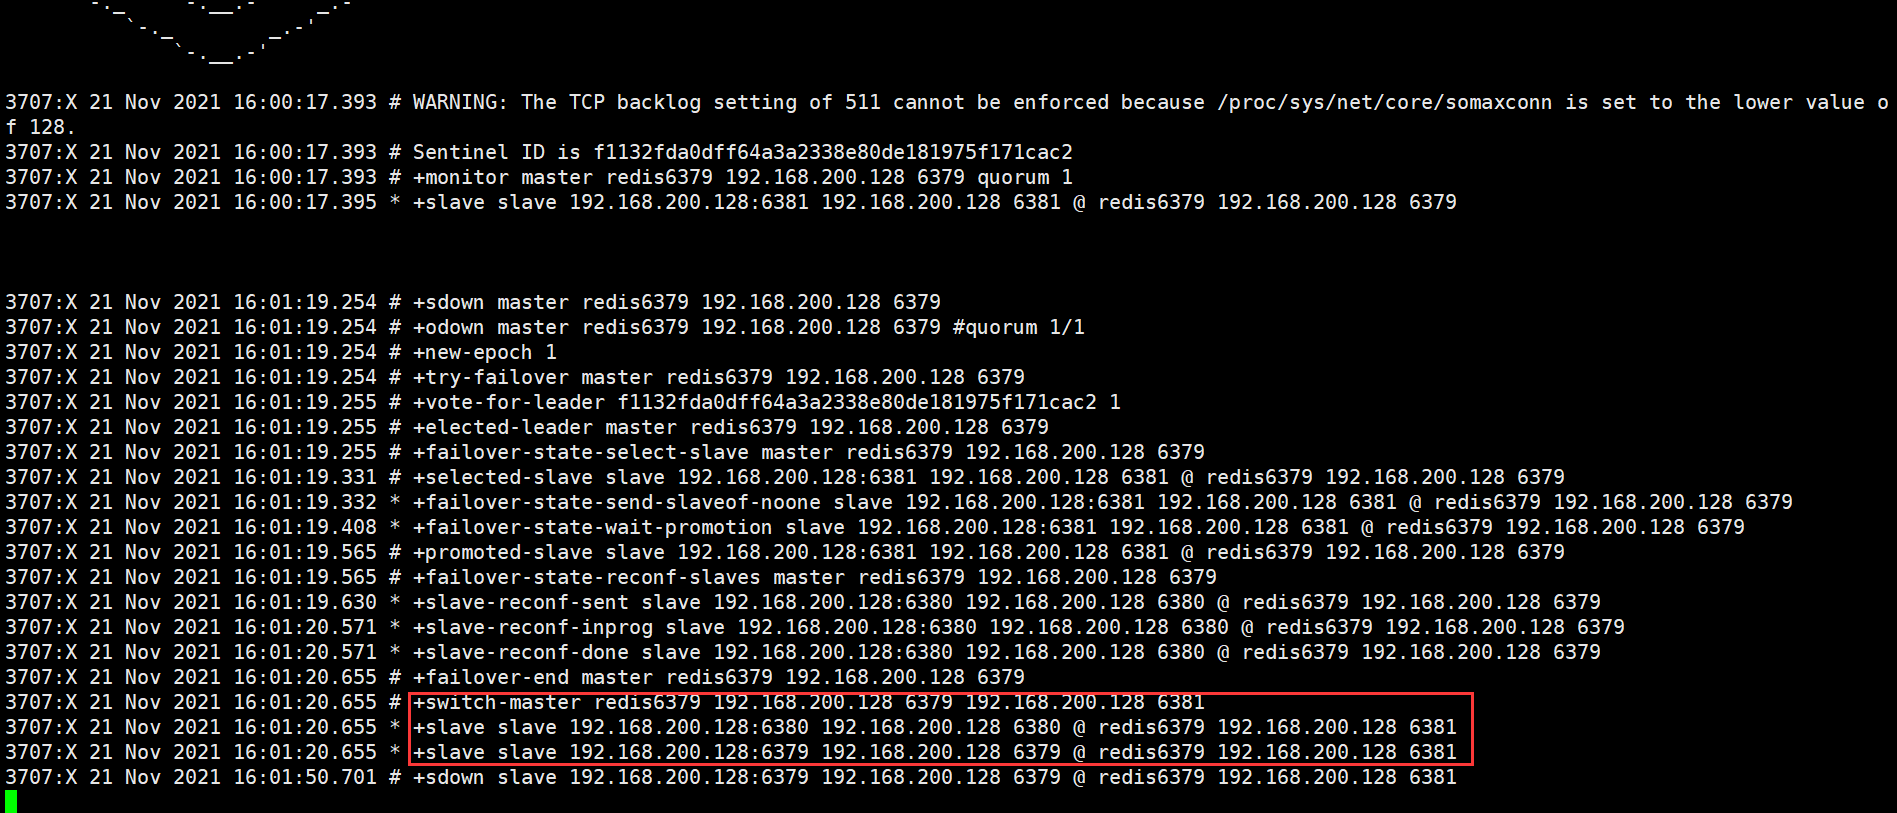 3707:X 21 Nov 2021 16:00:17.393 # WARNING: The TCP backlog setting of 511 cannot be enforced because /proc/sys/net/core/somaxconn is set to the lower value o
f 128.
3707:X 21 Nov 2021 16:00:17.393 # Sentinel ID is f1132fda0dff64a3a2338e80de181975f171cac2
3707:X 21 Nov 2021 16:00:17.393 # +monitor master redis6379 192.168.200.128 6379 quorum 1
3707:X 21 Nov 2021 16:00:17.395 * +slave slave 192.168.200.128:6381 192.168.200.128 6381 @ redis6379 192.168.200.128 6379
3707:X 21 Nov 2021 16:01:19.254 # +sdown master redis6379 192.168.200.128 6379
3707:X 21 Nov 2021 16:01:19.254 # +odown master redis6379 192.168.200.128 6379 #quorum 1/1
3707:X 21 Nov 2021 16:01:19.254 # +new-epoch 1
3707:X 21 Nov 2021 16:01:19.254 # +try-failover master redis6379 192.168.200.128 6379
3707:X 21 Nov 2021 16:01:19.255 # +vote-for-leader f1132fda0dff64a3a2338e80de181975f171cac2 1
3707:X 21 Nov 2021 16:01:19.255 # +elected-leader master redis6379 192.168.200.128 6379
3707:X 21 Nov 2021 16:01:19.255 # +failover-state-select-slave master redis6379 192.168.200.128 6379
3707:X 21 Nov 2021 16:01:19.331 # +selected-slave slave 192.168.200.128:6381 192.168.200.128 6381 @ redis6379 192.168.200.128 6379
3707:X 21 Nov 2021 16:01:19.332 * +failover-state-send-slaveof-noone slave 192.168.200.128:6381 192.168.200.128 6381 @ redis6379 192.168.200.128 6379
3707:X 21 Nov 2021 16:01:19.408 * +failover-state-wait-promotion slave 192.168.200.128:6381 192.168.200.128 6381 @ redis6379 192.168.200.128 6379
3707:X 21 Nov 2021 16:01:19.565 # +promoted-slave slave 192.168.200.128:6381 192.168.200.128 6381 @ redis6379 192.168.200.128 6379
3707:X 21 Nov 2021 16:01:19.565 # +failover-state-reconf-slaves master redis6379 192.168.200.128 6379
3707:X 21 Nov 2021 16:01:19.630 * +slave-reconf-sent slave 192.168.200.128:6380 192.168.200.128 6380 @ redis6379 192.168.200.128 6379
3707:X 21 Nov 2021 16:01:20.571 * +slave-reconf-inprog slave 192.168.200.128:6380 192.168.200.128 6380 @ redis6379 192.168.200.128 6379
3707:X 21 Nov 2021 16:01:20.571 * +slave-reconf-done slave 192.168.200.128:6380 192.168.200.128 6380 @ redis6379 192.168.200.128 6379
3707:X 21 Nov 2021 16:01:20.655 # +failover-end master redis6379 192.168.200.128 6379
3707:X 21 Nov 2021 16:01:20.655 # +switch-master redis6379 192.168.200.128 6379 192.168.200.128 6381
3707:X 21 Nov 2021 16:01:20.655 * +slave slave 192.168.200.128:6380 192.168.200.128 6380 @ redis6379 192.168.200.128 6381
3707:X 21 Nov 2021 16:01:20.655 * +slave slave 192.168.200.128:6379 192.168.200.128 6379 @ redis6379 192.168.200.128 6381
3707:X 21 Nov 2021 16:01:50.701 # +sdown slave 192.168.200.128:6379 192.168.200.128 6379 @ redis6379 192.168.200.128 6381